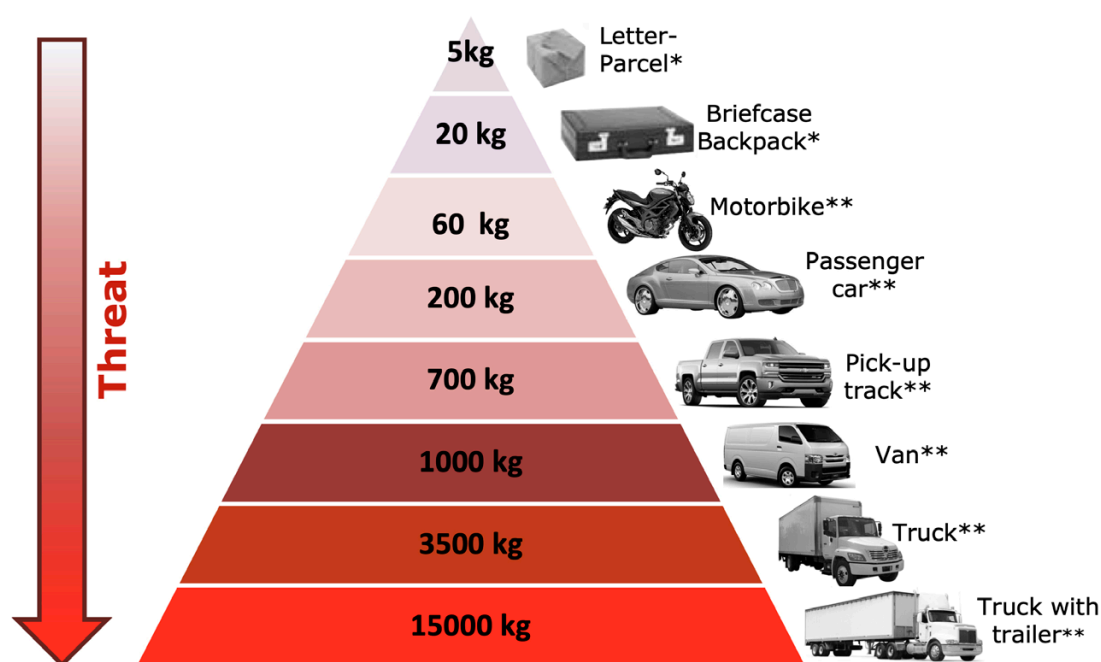 5kg
Letter-
Parcel*
20 kg
Briefcase
Backpack*
60 kg
Motorbike**
Passenger
car**
200 kg
Threat
700 kg
Pick-up
track**
1000 kg
Van**
3500 kg
Truck**
15000 kg
Truck with
trailer**